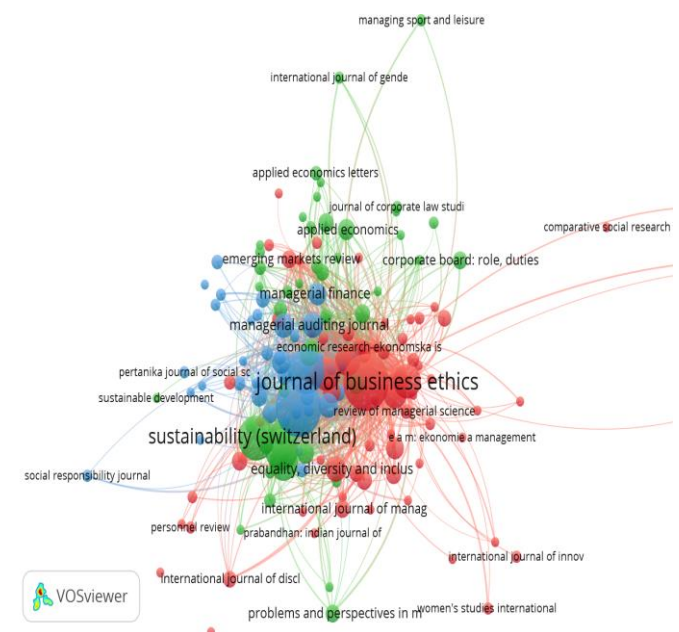 managing sport and leisure
international journal of gende
applied economics letters
journal of corporate law studi
comparative social research
applied economics
emerging markets review
corporate board: role, duties
managerial finance
managerial auditing journal
economic research-ekonomska is
pertanika journal of social sc
journal of business ethics
sustainable development
review of managerial science
sustainability (switzerland)
e a m: ekonomie a management
equality, diversity and inclus
social responsibility journal
international journal of manag
personnel review
prabandhan: indian journal of
international journal of innov
international journal of discl
women's studies international
problems and perspectives in m
VOSviewer